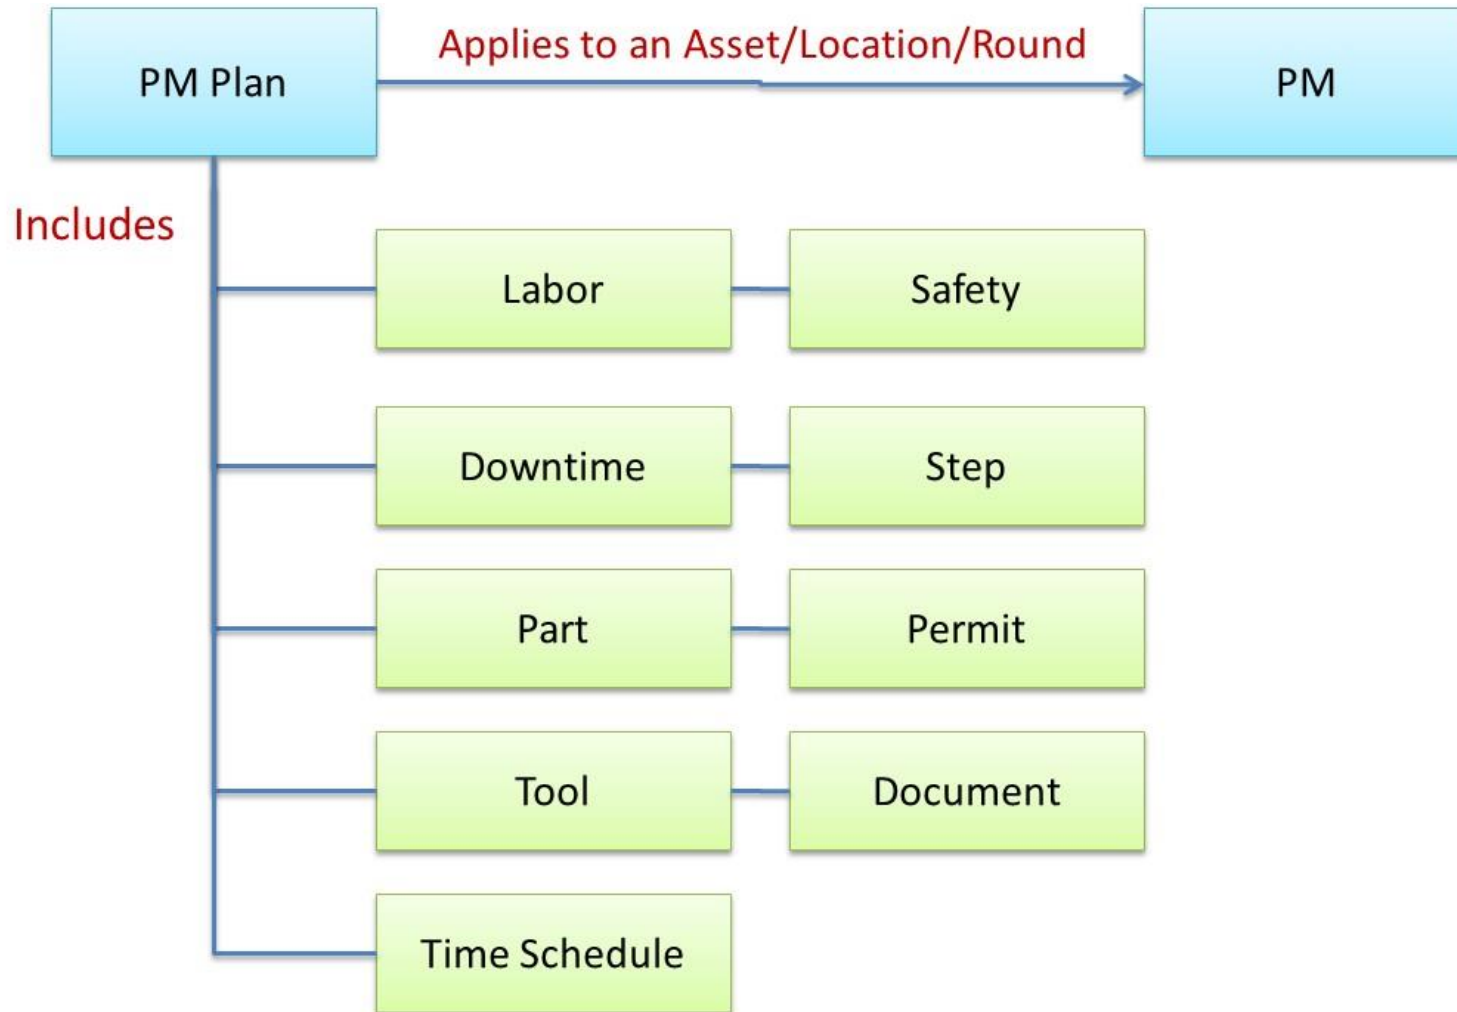 PM Plan
Applies to an Asset/Location/Round
PM
Includes
Labor
Safety
Downtime
Step
Part
Permit
Tool
Document
Time Schedule